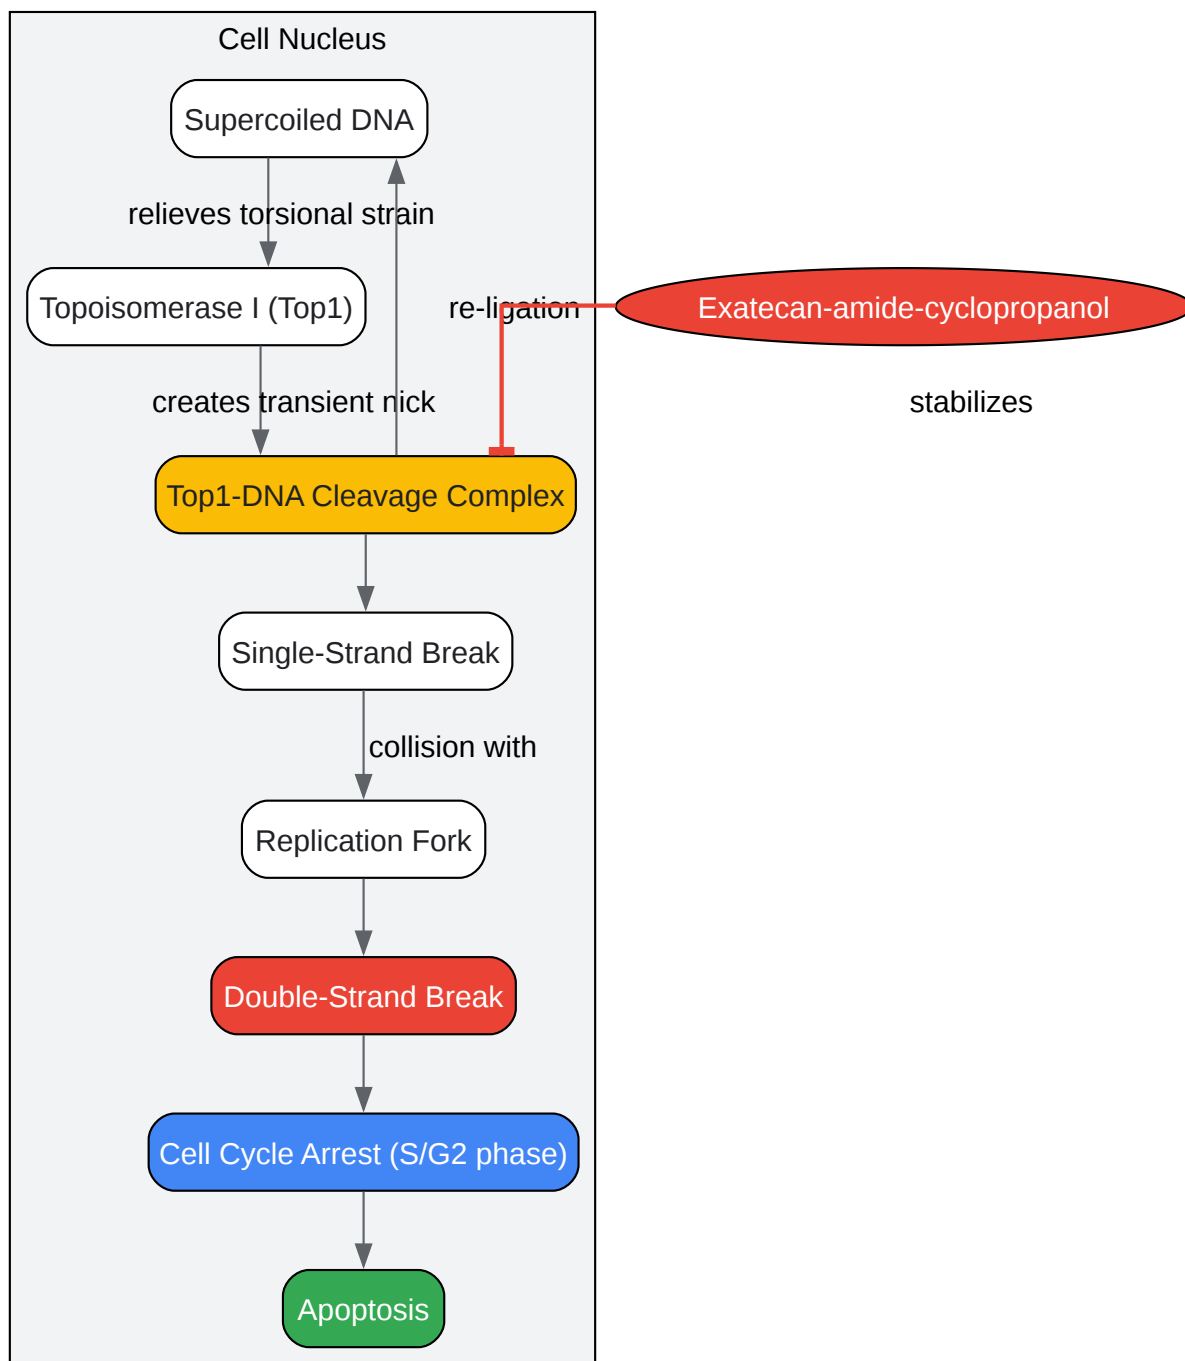 Cell Nucleus
Supercoiled DNA
relieves torsional strain
Topoisomerase I (Top1)
re-ligation
Exatecan-amide-cyclopropanol
creates transient nick
stabilizes
Top1-DNA Cleavage Complex
Single-Strand Break
collision with
Replication Fork
Double-Strand Break
Cell Cycle Arrest (S/G2 phase)
Apoptosis